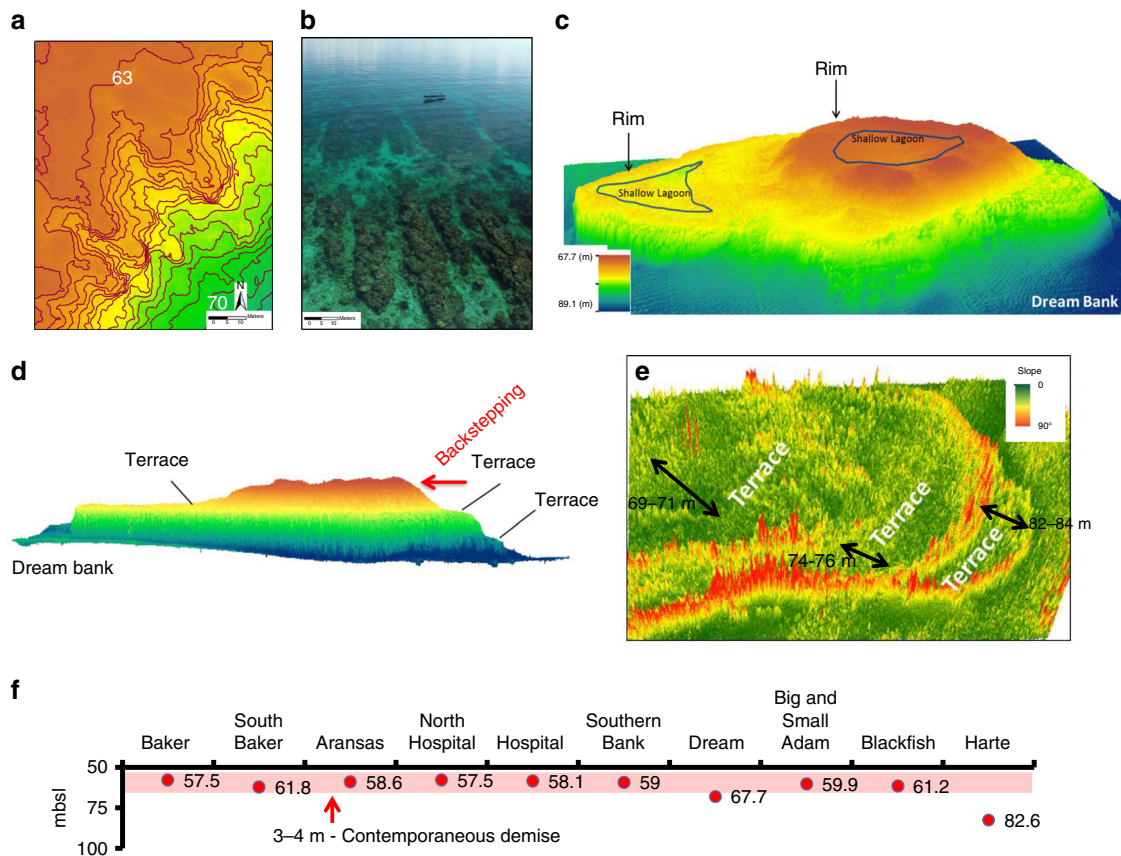 a
63
70
N
0 5 10 Meters
b
0 5 10 Meters
c
Rim
Rim
Shallow Lagoon
Shallow Lagoon
67.7 (m)
89.1 (m)
Dream Bank
d
Backstepping
Terrace
Terrace
Terrace
Dream bank
e
Slope
0
90°
Terrace
69–71 m
Terrace
82–84 m
74-76 m
Terrace
f
Baker
South
Baker
Aransas
North
Hospital
Hospital
Southern
Bank
Dream
Big and
Small
Adam
Blackfish
Harte
50
75
100
mbsl
57.5
61.8
58.6
57.5
58.1
59
67.7
59.9
61.2
82.6
3–4 m - Contemporaneous demise